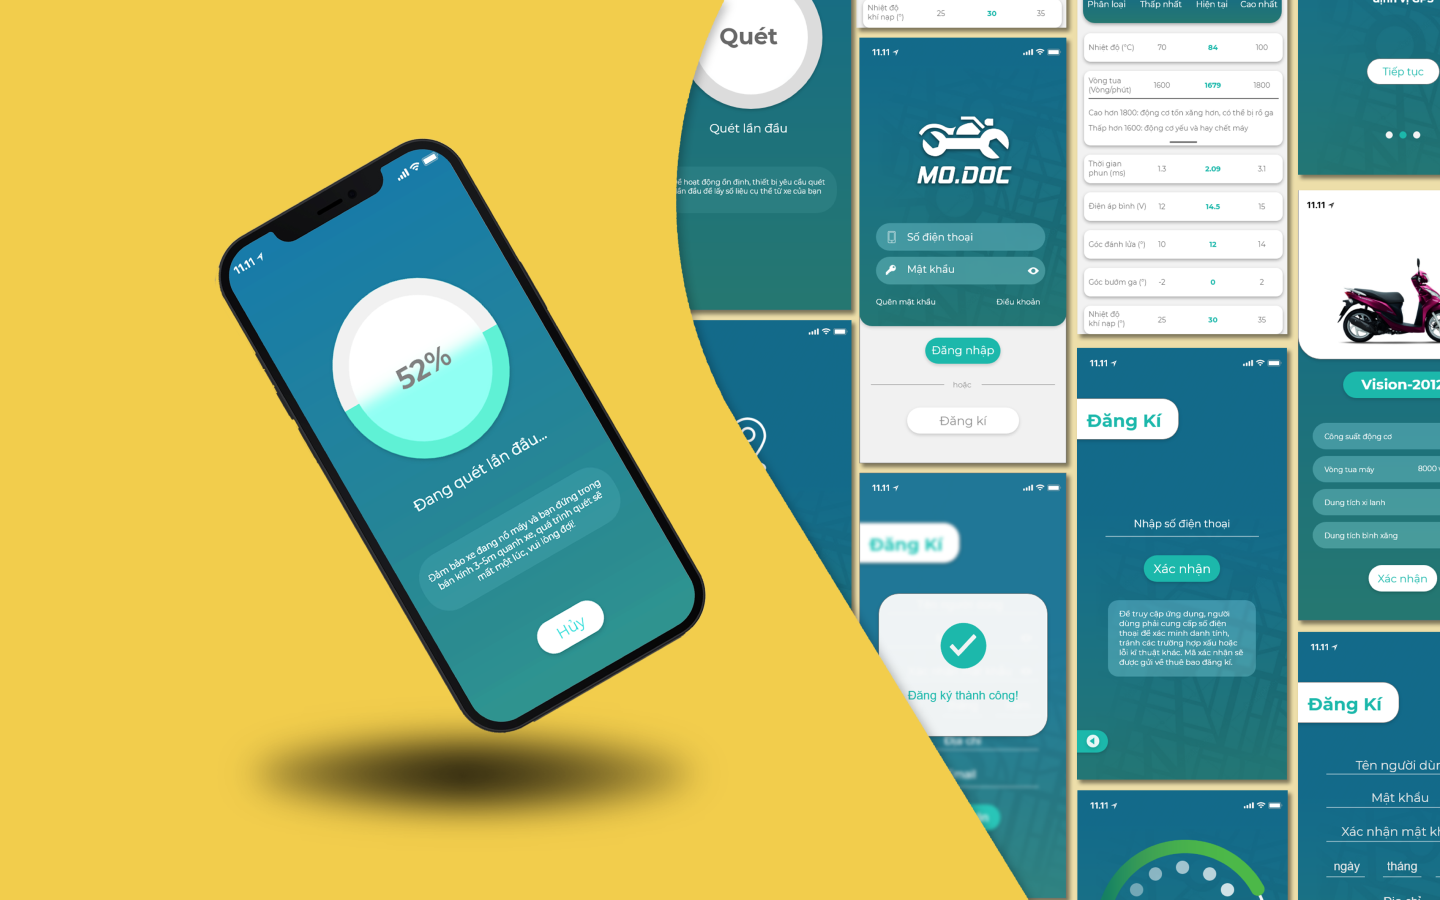 11.11
52%
Đang quét lần đầu...
Đảm bảo xe đang nổ máy và bạn đứng trong
bán kính 3-5m quanh xe, quá trình quét sẽ
mất một lúc, vui lòng đợi!
Hủy
Quét
Quét lần đầu
hoạt động ổn định, thiết bị yêu cầu quét
lần đầu để lấy số liệu cụ thể từ xe của bạn
Nhiệt độ
khí nạp (°) 25 30 35
11.11
MO.DOC
Số điện thoại
Mật khẩu
Quên mật khẩu Điều khoản
Đăng nhập
hoặc
Đăng kí
11.11
Đăng Kí
Đăng ký thành công!
Địa chỉ
Phân loại Thấp nhất Hiện tại Cao nhất
Nhiệt độ (°C) 70 84 100
Vòng tua
(Vòng/phút) 1600 1679 1800
Cao hơn 1800: động cơ tốn xăng hơn, có thể bị rồ ga
Thấp hơn 1600: động cơ yếu và hay chết máy
Thời gian
phun (ms) 1.3 2.09 3.1
Điện áp bình (V) 12 14.5 15
Góc đánh lửa (°) 10 12 14
Góc bướm ga (°) -2 0 2
Nhiệt độ
khí nạp (°) 25 30 35
11.11
Đăng Kí
Nhập số điện thoại
Xác nhận
Để truy cập ứng dụng, người
dùng phải cung cấp số điện
thoại để xác minh danh tính,
tránh các trường hợp xấu hoặc
lỗi kĩ thuật khác. Mã xác nhận sẽ
được gửi về thuê bao đăng kí.
11.11
định vị GPS
Tiếp tục
11.11
Vision-2012
Công suất động cơ
Vòng tua máy 8000
Dung tích xi lanh
Dung tích bình xăng
Xác nhận
11.11
Đăng Kí
Tên người dùn
Mật khẩu
Xác nhận mật kh
ngày tháng